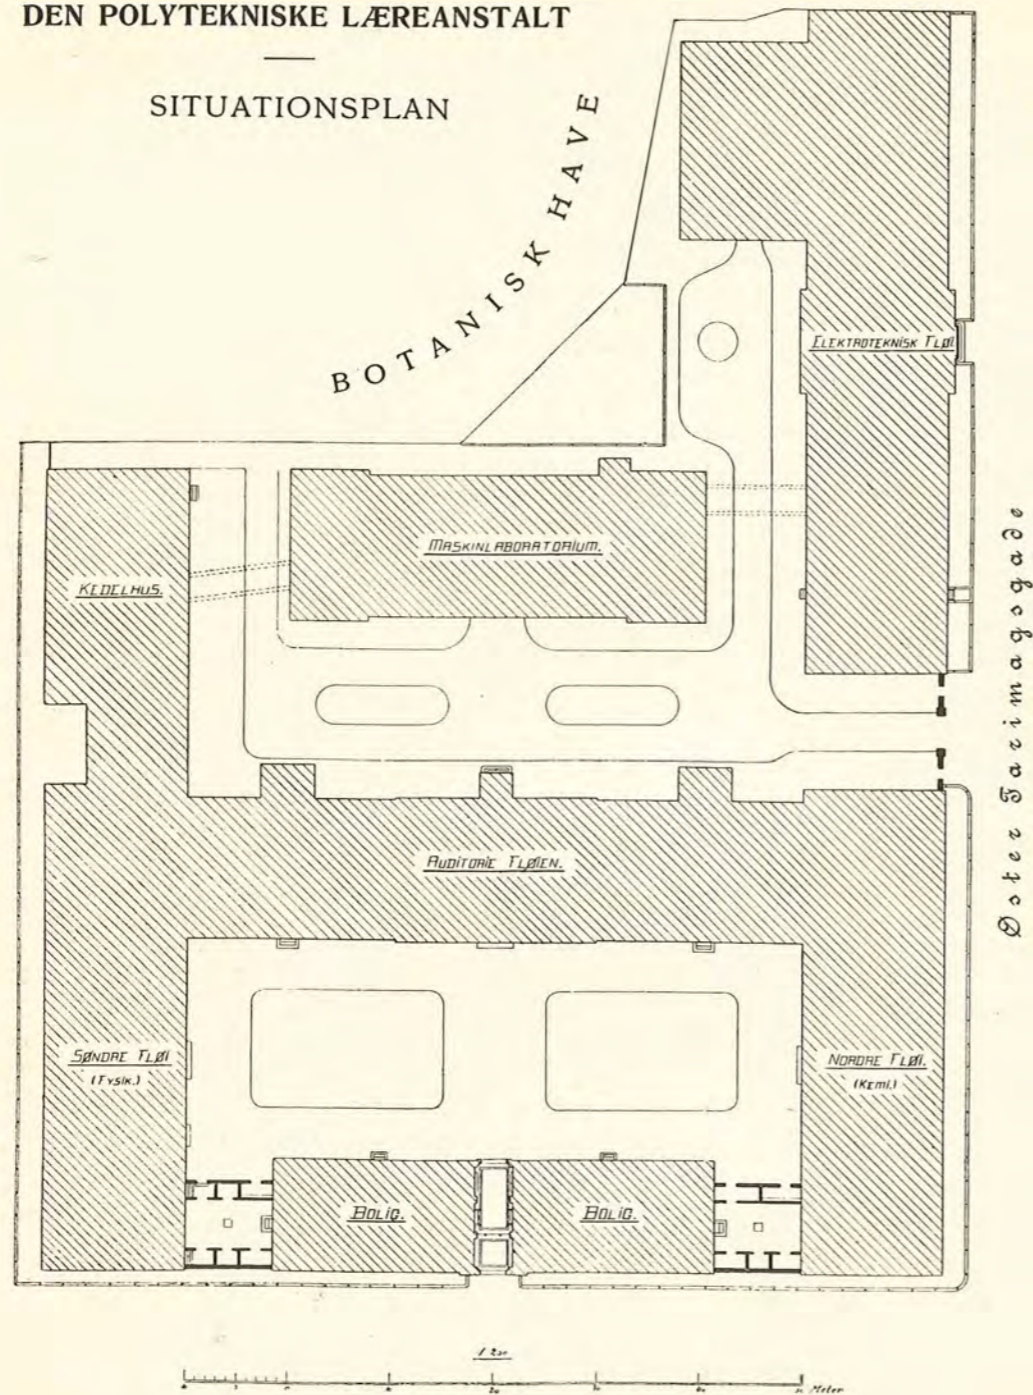 DEN POLYTEKNISKE LÆREANSTALT
SITUATIONSPLAN
BOTANISK HAVE
ELEKTROTEKNISK FLØI
MASKINLABORATORIUM.
KEDELHUS.
Øster Farimagsgade
AUDITORIE FLØIEN.
SØNDRE FLØI
(FYSIK.)
NORDRE FLØI.
(KEMI.)
BOLIG.
BOLIG.
Meter